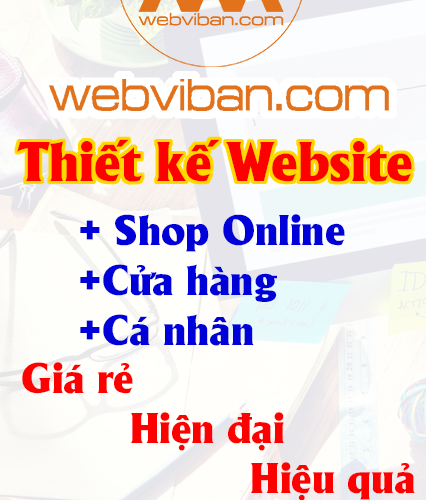 webviban.com
webviban.com
Thiết kế Website
+ Shop Online
+Cửa hàng
+Cá nhân
Giá rẻ
Hiện đại
Hiệu quả